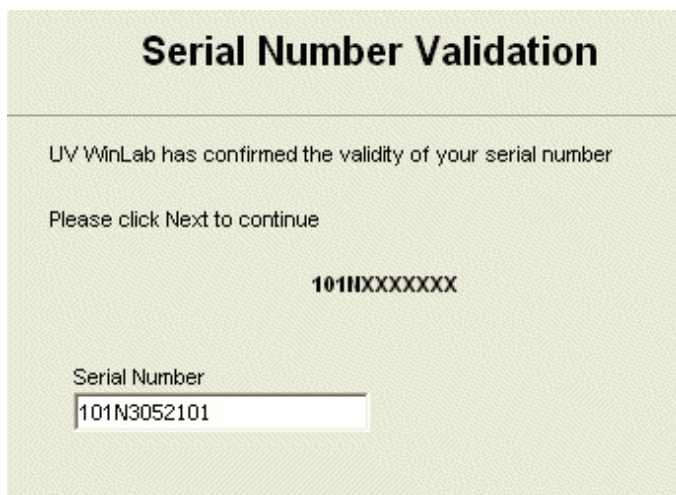 Serial Number Validation
UV WinLab has confirmed the validity of your serial number
Please click Next to continue
101NXXXXXXX
Serial Number
101N3052101